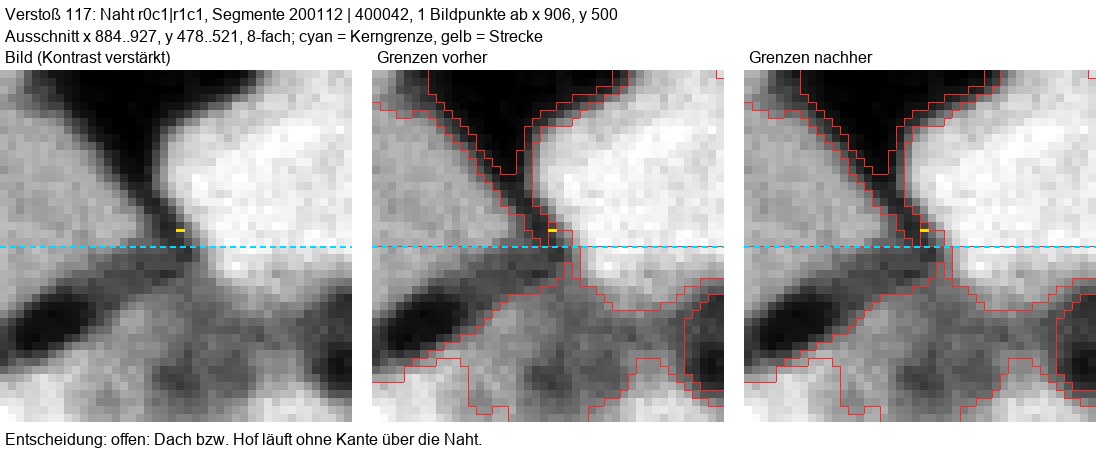 Verstoß 117: Naht r0c1|r1c1, Segmente 200112 | 400042, 1 Bildpunkte ab x 906, y 500
Ausschnitt x 884..927, y 478..521, 8-fach; cyan = Kerngrenze, gelb = Strecke
Bild (Kontrast verstärkt) Grenzen vorher Grenzen nachher
Entscheidung: offen: Dach bzw. Hof läuft ohne Kante über die Naht.